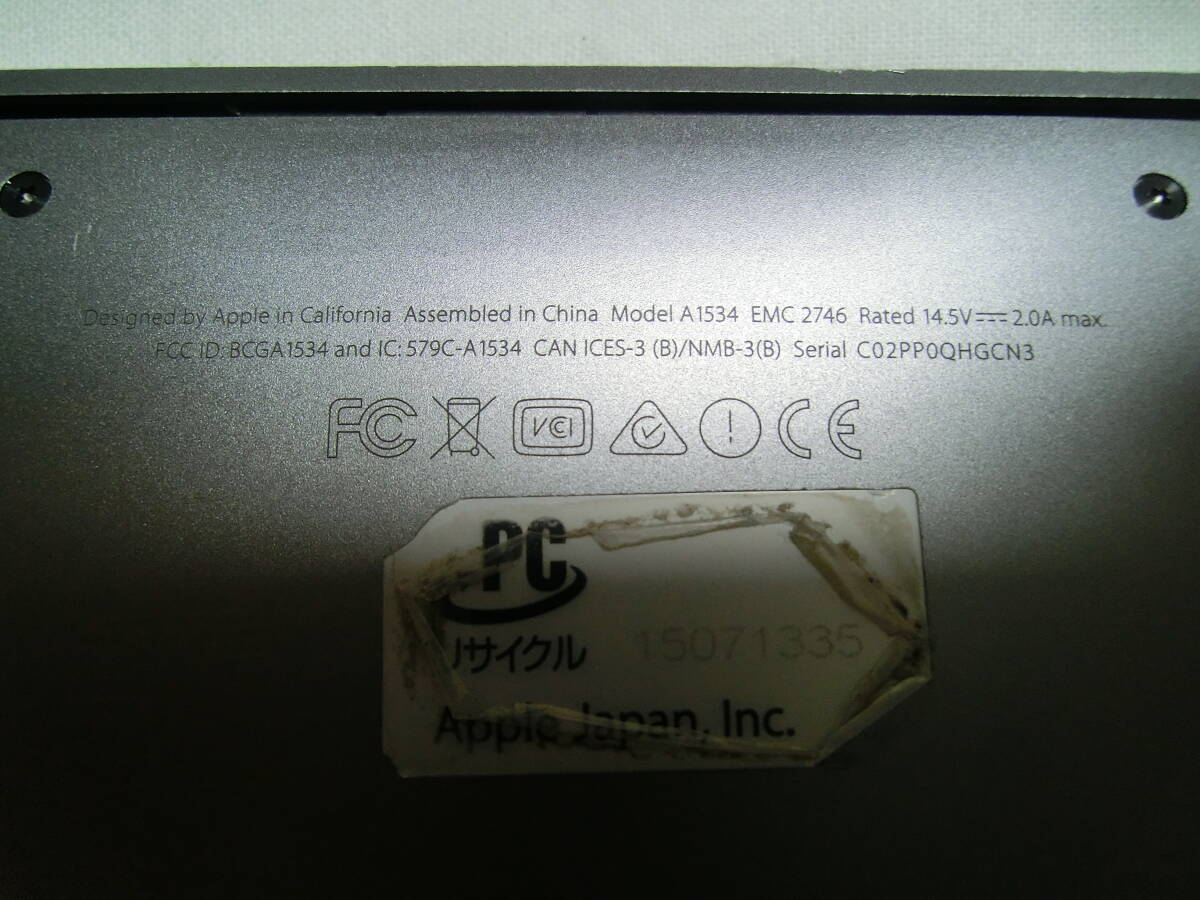 Designed by Apple in California Assembled in China Model A1534 EMC 2746 Rated 14.5V⎓2.0A max.
FCC ID: BCGA1534 and IC: 579C-A1534 CAN ICES-3 (B)/NMB-3(B) Serial C02PP0QHGCN3
FC VCI ! CE
PC
リサイクル 15071335
Apple Japan, Inc.